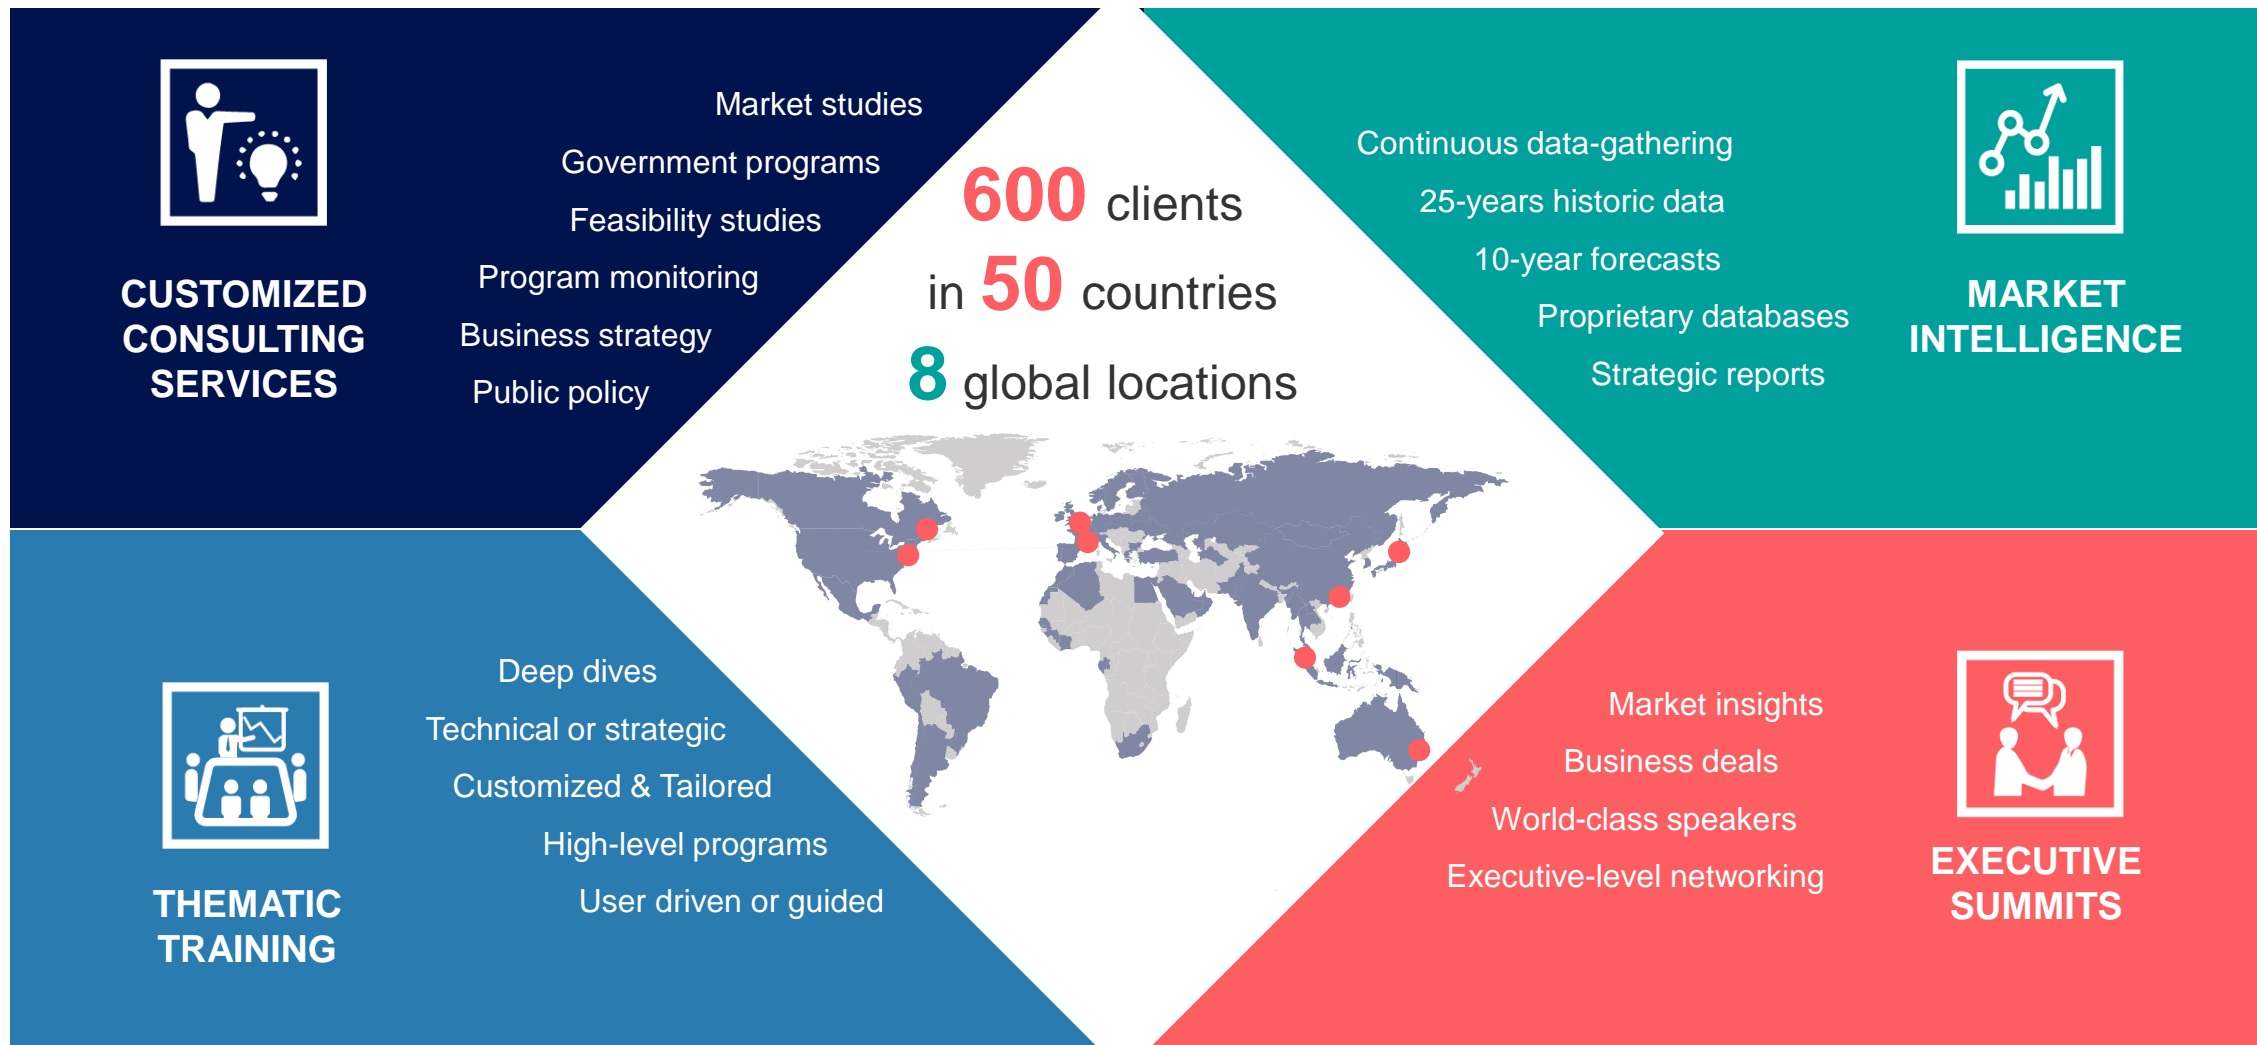 CUSTOMIZED
CONSULTING
SERVICES
Market studies
Government programs
Feasibility studies
Program monitoring
Business strategy
Public policy
600 clients
in 50 countries
8 global locations
Continuous data-gathering
25-years historic data
10-year forecasts
Proprietary databases
Strategic reports
MARKET
INTELLIGENCE
THEMATIC
TRAINING
Deep dives
Technical or strategic
Customized & Tailored
High-level programs
User driven or guided
Market insights
Business deals
World-class speakers
Executive-level networking
EXECUTIVE
SUMMITS